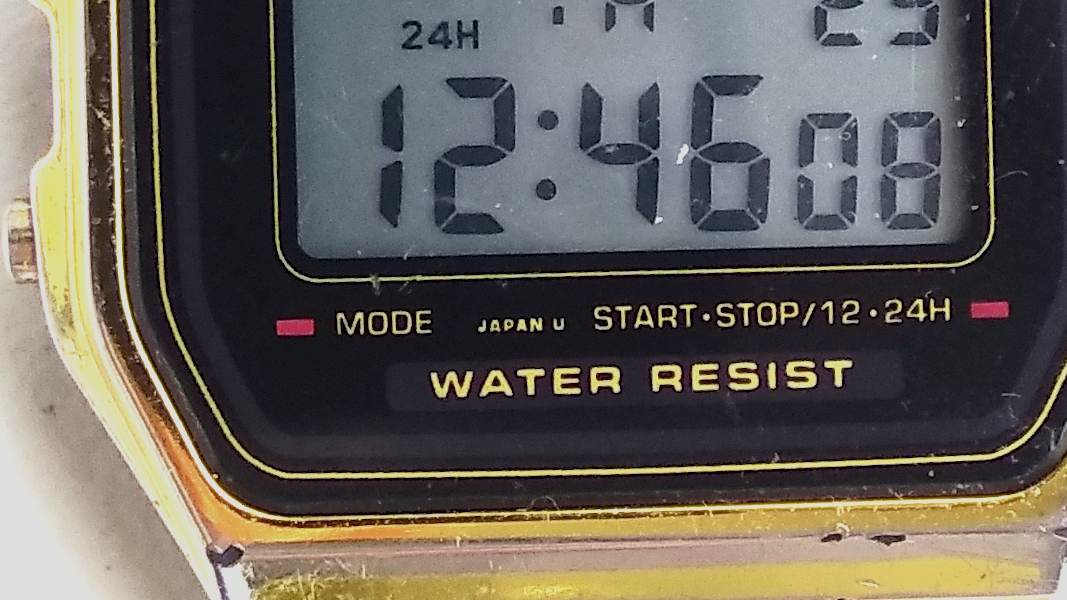 24H
12:46 08
MODE JAPAN U START·STOP/12·24H
WATER RESIST